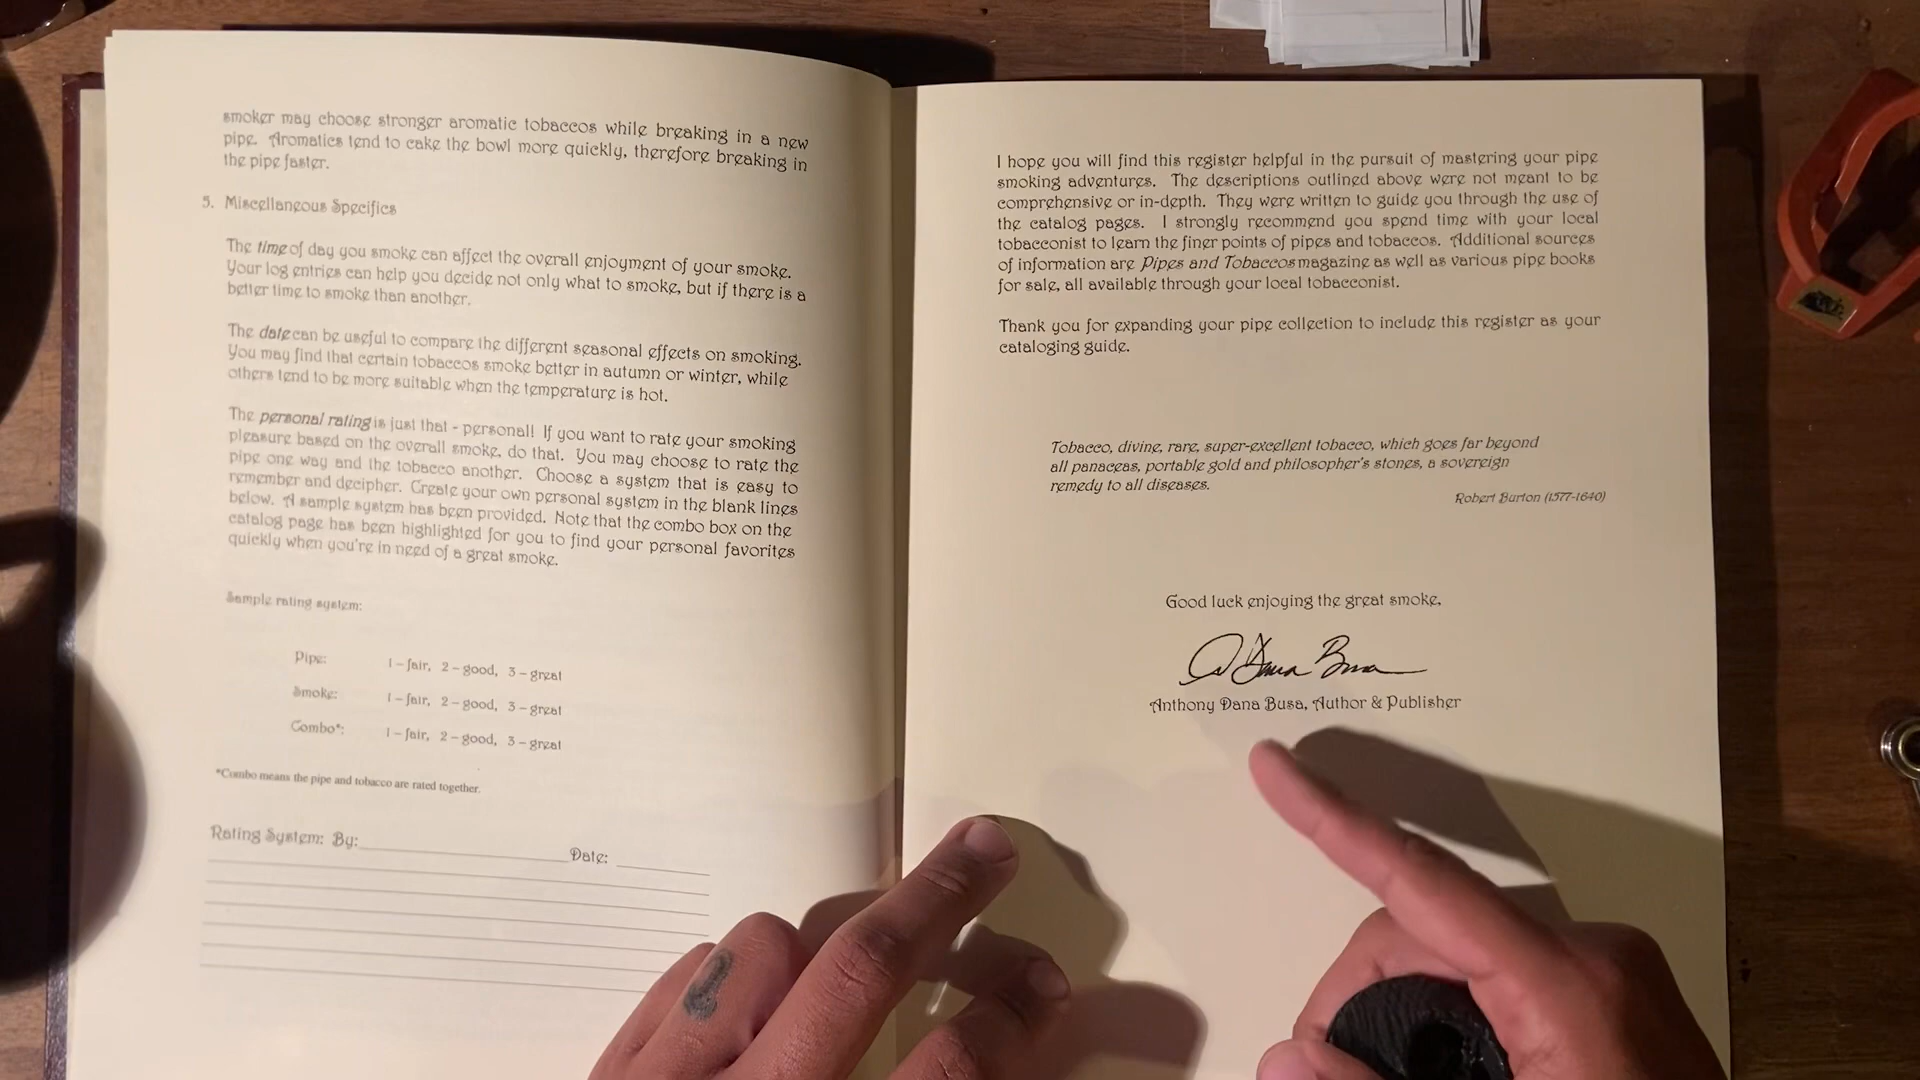 smoker may choose stronger aromatic tobaccos while breaking in a new
pipe. Aromatics tend to cake the bowl more quickly, therefore breaking in
the pipe faster.
5. Miscellaneous Specifics
The time of day you smoke can affect the overall enjoyment of your smoke.
Your log entries can help you decide not only what to smoke, but if there is a
better time to smoke than another.
The date can be useful to compare the different seasonal effects on smoking.
You may find that certain tobaccos smoke better in autumn or winter, while
others tend to be more suitable when the temperature is hot.
The personal rating is just that - personal! If you want to rate your smoking
pleasure based on the overall smoke, do that. You may choose to rate the
pipe one way and the tobacco another. Choose a system that is easy to
remember and decipher. Create your own personal system in the blank lines
below. A sample system has been provided. Note that the combo box on the
catalog page has been highlighted for you to find your personal favorites
quickly when you're in need of a great smoke.
Sample rating system:
Pipe: 1 – fair, 2 – good, 3 – great
Smoke: 1 – fair, 2 – good, 3 – great
Combo*: 1 – fair, 2 – good, 3 – great
*Combo means the pipe and tobacco are rated together.
Rating System: By: Date:
I hope you will find this register helpful in the pursuit of mastering your pipe
smoking adventures. The descriptions outlined above were not meant to be
comprehensive or in-depth. They were written to guide you through the use of
the catalog pages. I strongly recommend you spend time with your local
tobacconist to learn the finer points of pipes and tobaccos. Additional sources
of information are Pipes and Tobaccos magazine as well as various pipe books
for sale, all available through your local tobacconist.
Thank you for expanding your pipe collection to include this register as your
cataloging guide.
Tobacco, divine, rare, super-excellent tobacco, which goes far beyond
all panaceas, portable gold and philosopher's stones, a sovereign
remedy to all diseases.
Robert Burton (1577-1640)
Good luck enjoying the great smoke,
A Dana Busa
Anthony Dana Busa, Author & Publisher